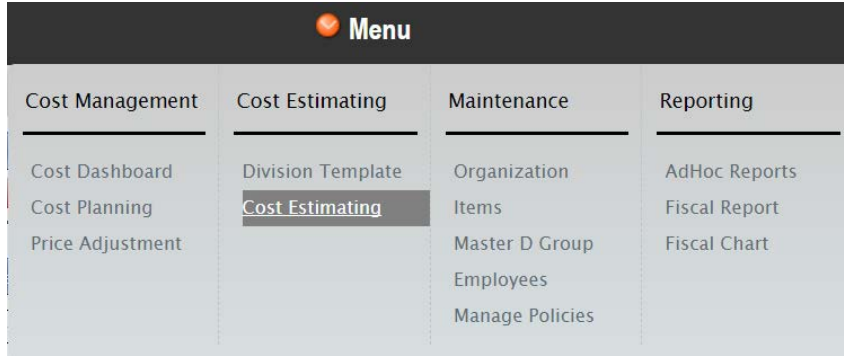 Menu
Cost Management
Cost Dashboard
Cost Planning
Price Adjustment
Cost Estimating
Division Template
Cost Estimating
Maintenance
Organization
Items
Master D Group
Employees
Manage Policies
Reporting
AdHoc Reports
Fiscal Report
Fiscal Chart